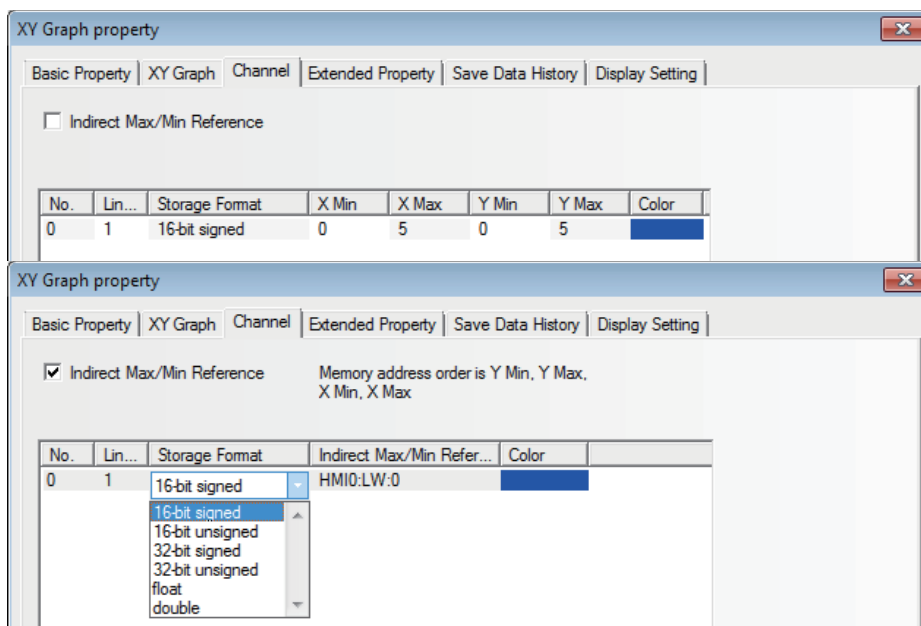 XY Graph property
Basic Property XY Graph Channel Extended Property Save Data History Display Setting
Indirect Max/Min Reference
No. Lin... Storage Format X Min X Max Y Min Y Max Color
0 1 16-bit signed 0 5 0 5
XY Graph property
Basic Property XY Graph Channel Extended Property Save Data History Display Setting
Indirect Max/Min Reference Memory address order is Y Min, Y Max,
X Min, X Max
No. Lin... Storage Format Indirect Max/Min Refer... Color
0 1 16-bit signed HMI0:LW:0
16-bit signed
16-bit unsigned
32-bit signed
32-bit unsigned
float
double